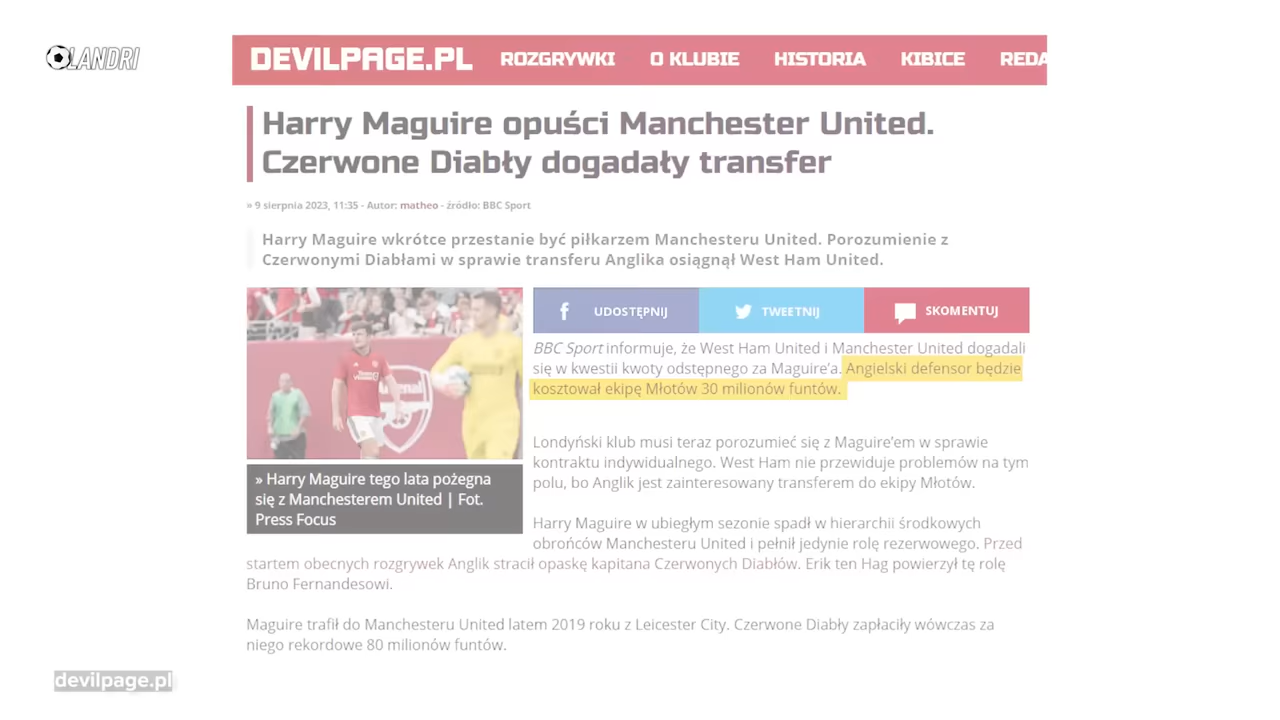 LANDRI
DEVILPAGE.PL ROZGRYWKI O KLUBIE HISTORIA KIBICE REDA
Harry Maguire opuści Manchester United.
Czerwone Diabły dogadały transfer
» 9 sierpnia 2023, 11:35 - Autor: matheo - źródło: BBC Sport
Harry Maguire wkrótce przestanie być piłkarzem Manchesteru United. Porozumienie z
Czerwonymi Diabłami w sprawie transferu Anglika osiągnął West Ham United.
UDOSTĘPNIJ TWEETNIJ SKOMENTUJ
BBC Sport informuje, że West Ham United i Manchester United dogadali
się w kwestii kwoty odstępnego za Maguire'a. Angielski defensor będzie
kosztował ekipę Młotów 30 milionów funtów.
Arsenal
» Harry Maguire tego lata pożegna
się z Manchesterem United | Fot.
Press Focus
Londyński klub musi teraz porozumieć się z Maguire'em w sprawie
kontraktu indywidualnego. West Ham nie przewiduje problemów na tym
polu, bo Anglik jest zainteresowany transferem do ekipy Młotów.
Harry Maguire w ubiegłym sezonie spadł w hierarchii środkowych
obrońców Manchesteru United i pełnił jedynie rolę rezerwowego. Przed
startem obecnych rozgrywek Anglik stracił opaskę kapitana Czerwonych Diabłów. Erik ten Hag powierzył tę rolę
Bruno Fernandesowi.
Maguire trafił do Manchesteru United latem 2019 roku z Leicester City. Czerwone Diabły zapłaciły wówczas za
niego rekordowe 80 milionów funtów.
devilpage.pl